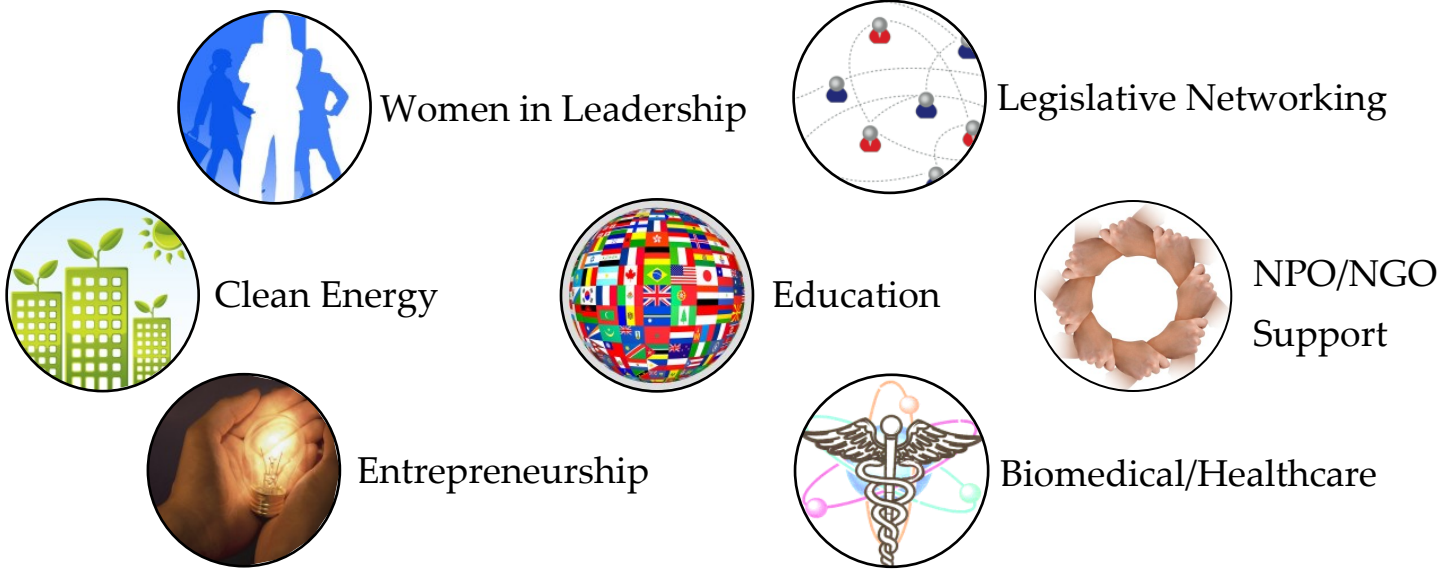 Women in Leadership
Legislative Networking
Clean Energy
Education
NPO/NGO
Support
Entrepreneurship
Biomedical/Healthcare